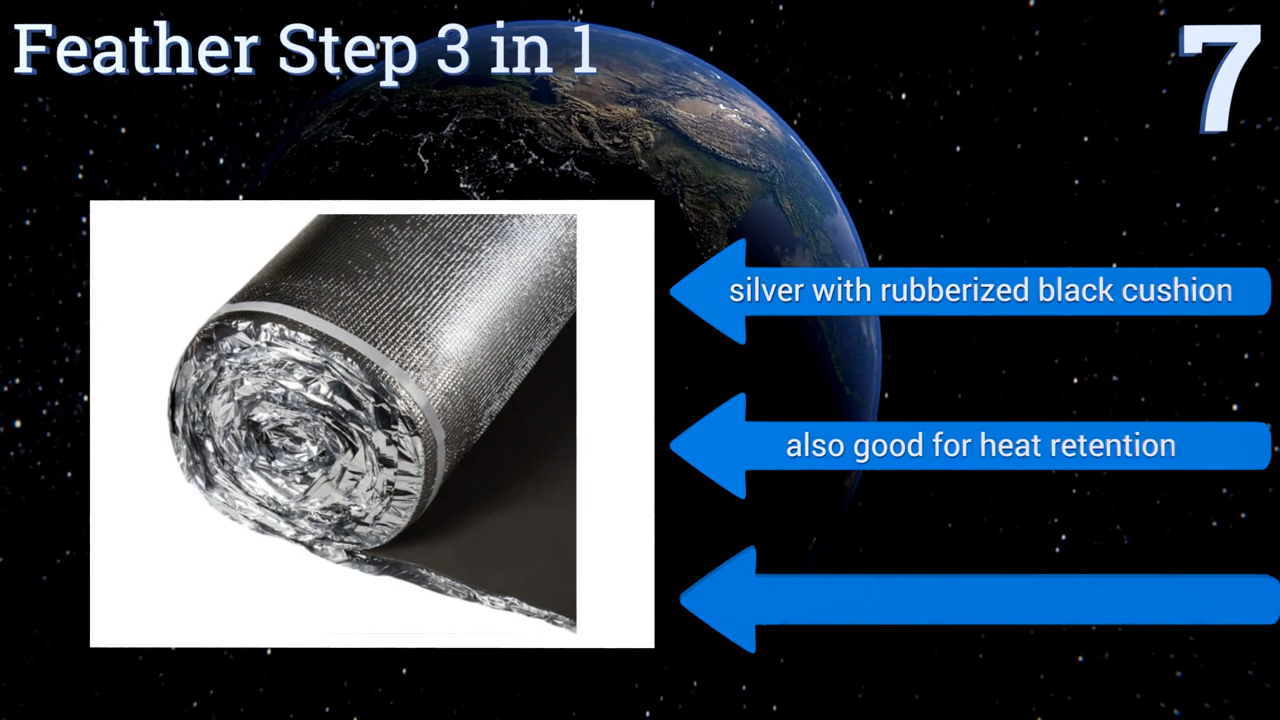 Feather Step 3 in 1
7
silver with rubberized black cushion
also good for heat retention